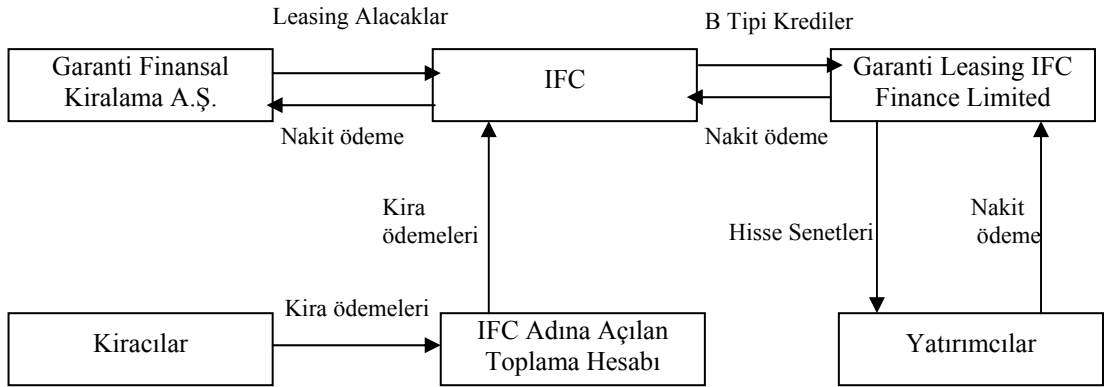 Leasing Alacaklar
B Tipi Krediler
Garanti Finansal
Kiralama A.Ş.
IFC
Garanti Leasing IFC
Finance Limited
Nakit ödeme
Nakit ödeme
Kira
ödemeleri
Hisse Senetleri
Nakit
ödeme
Kira ödemeleri
Kiracılar
IFC Adına Açılan
Toplama Hesabı
Yatırımcılar